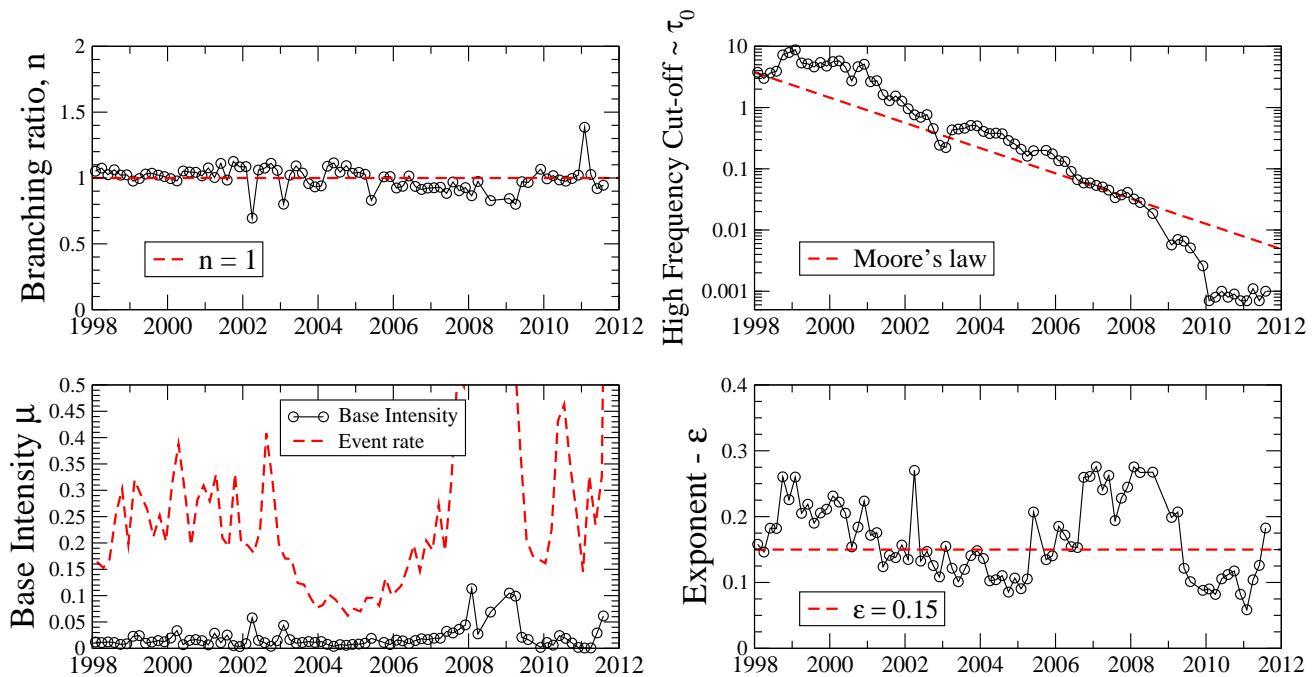 Branching ratio, n
2
1.5
1
0.5
0
n = 1
1998 2000 2002 2004 2006 2008 2010 2012
High Frequency Cut-off ~ τ0
10
1
0.1
0.01
0.001
Moore's law
1998 2000 2002 2004 2006 2008 2010 2012
Base Intensity μ
0.5
0.45
0.4
0.35
0.3
0.25
0.2
0.15
0.1
0.05
0
Base Intensity
Event rate
1998 2000 2002 2004 2006 2008 2010 2012
Exponent - ε
0.4
0.3
0.2
0.1
0
ε = 0.15
1998 2000 2002 2004 2006 2008 2010 2012